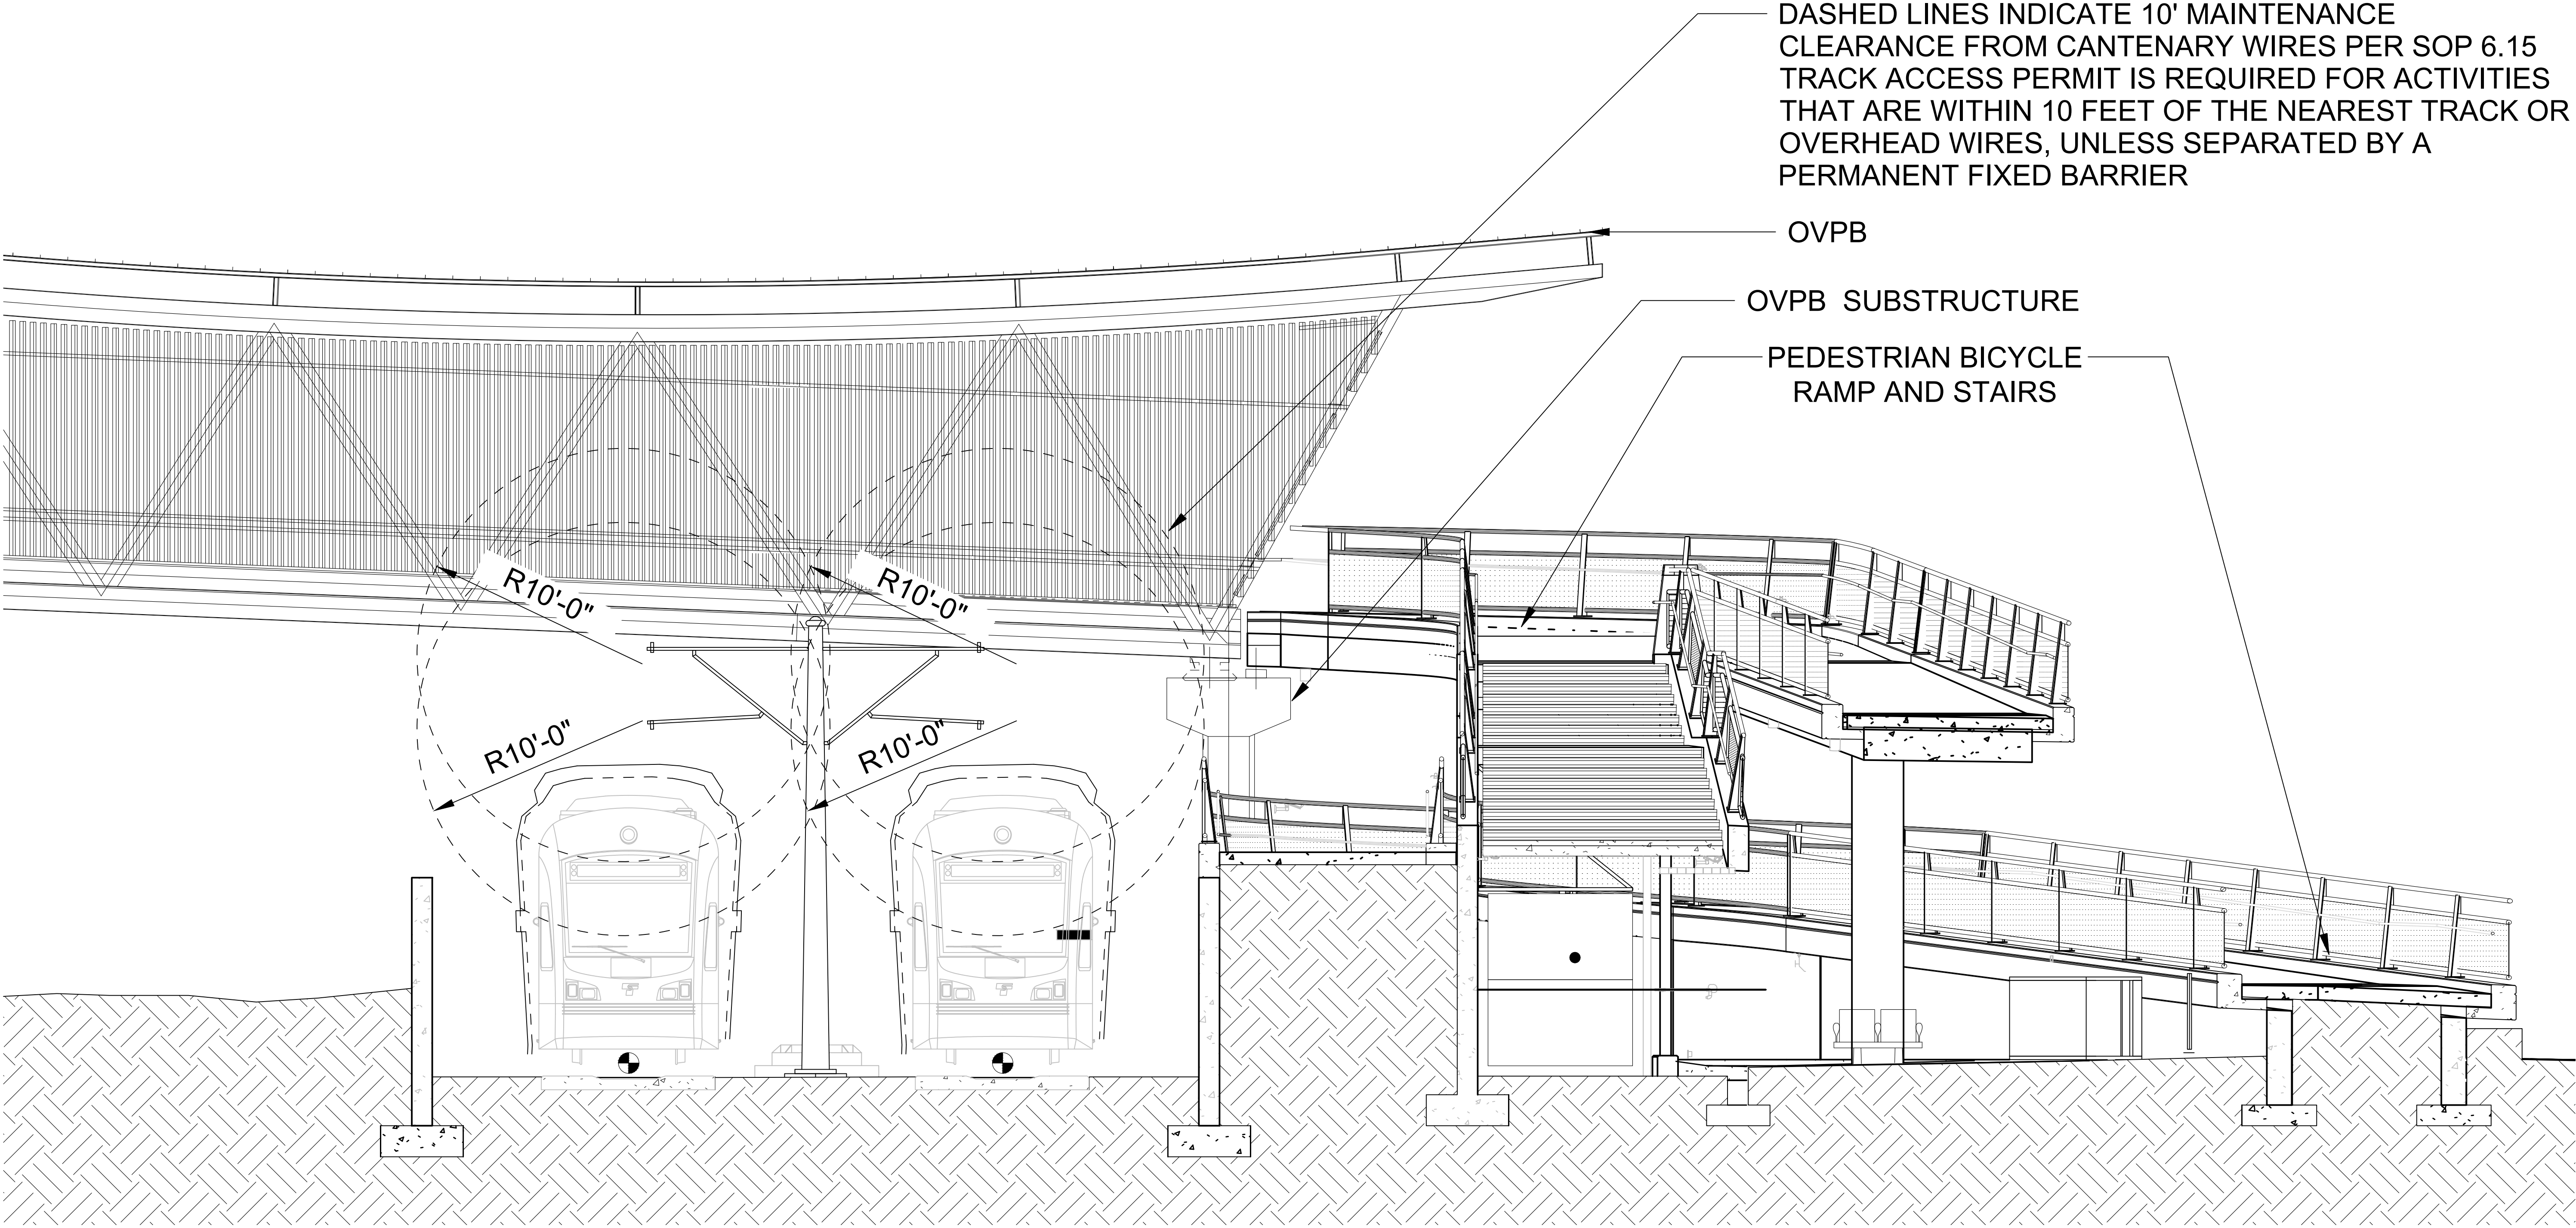 DASHED LINES INDICATE 10' MAINTENANCE
CLEARANCE FROM CANTENARY WIRES PER SOP 6.15
TRACK ACCESS PERMIT IS REQUIRED FOR ACTIVITIES
THAT ARE WITHIN 10 FEET OF THE NEAREST TRACK OR
OVERHEAD WIRES, UNLESS SEPARATED BY A
PERMANENT FIXED BARRIER
OVPB
OVPB SUBSTRUCTURE
PEDESTRIAN BICYCLE
RAMP AND STAIRS
R10'-0"
R10'-0"
R10'-0"
R10'-0"